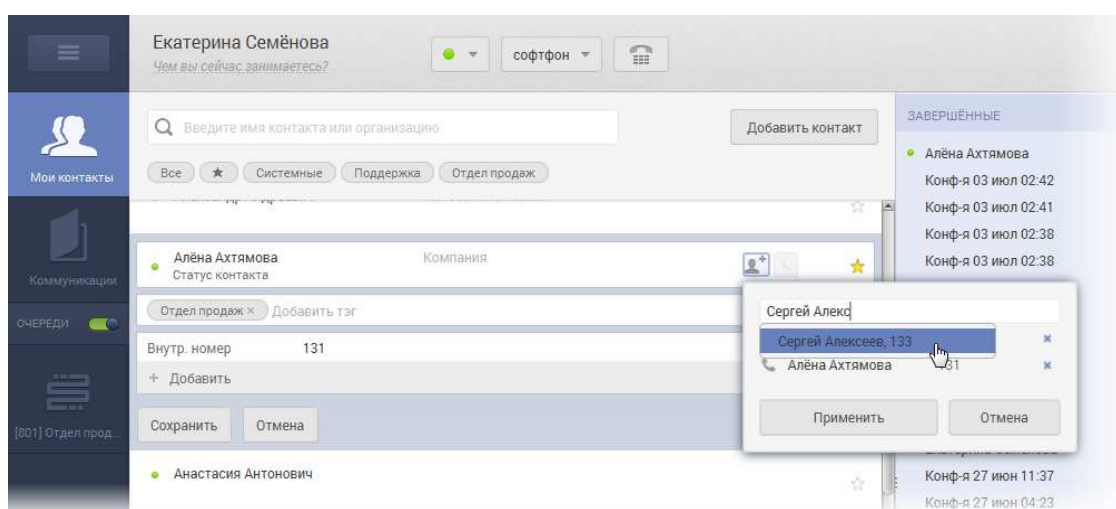 Екатерина Семёнова
Чем вы сейчас занимаетесь?
софтфон
Мои контакты
Коммуникации
ОЧЕРЕДИ
[801] Отдел прод...
Введите имя контакта или организацию
Добавить контакт
Все ★ Системные Поддержка Отдел продаж
Алёна Ахтямова Компания
Статус контакта
Отдел продаж × Добавить тэг
Внутр. номер 131
+ Добавить
Сохранить Отмена
Анастасия Антонович
Сергей Алекс
Сергей Алексеев, 133
Алёна Ахтямова 131
Применить Отмена
ЗАВЕРШЁННЫЕ
Алёна Ахтямова
Конф-я 03 июл 02:42
Конф-я 03 июл 02:41
Конф-я 03 июл 02:38
Конф-я 03 июл 02:38
Конф-я 27 июн 11:37
Конф-я 27 июн 04:23